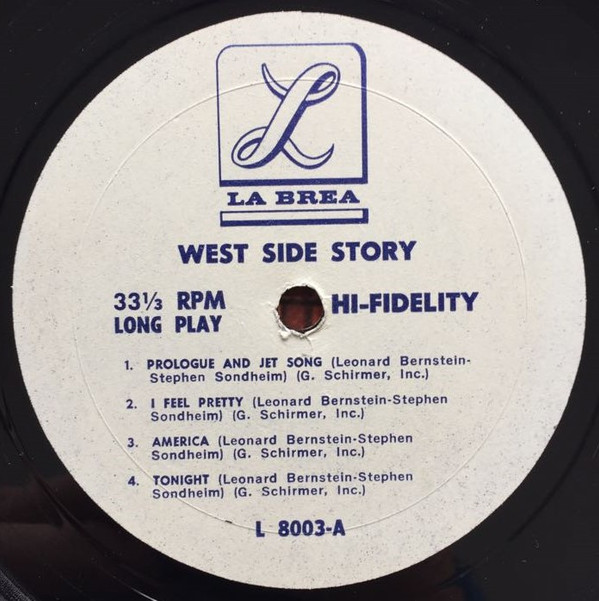 L
LA BREA
WEST SIDE STORY
33⅓ RPM HI-FIDELITY
LONG PLAY
1. PROLOGUE AND JET SONG (Leonard Bernstein-
Stephen Sondheim) (G. Schirmer, Inc.)
2. I FEEL PRETTY (Leonard Bernstein-Stephen
Sondheim) (G. Schirmer, Inc.)
3. AMERICA (Leonard Bernstein-Stephen
Sondheim) (G. Schirmer, Inc.)
4. TONIGHT (Leonard Bernstein-Stephen
Sondheim) (G. Schirmer, Inc.)
L 8003-A